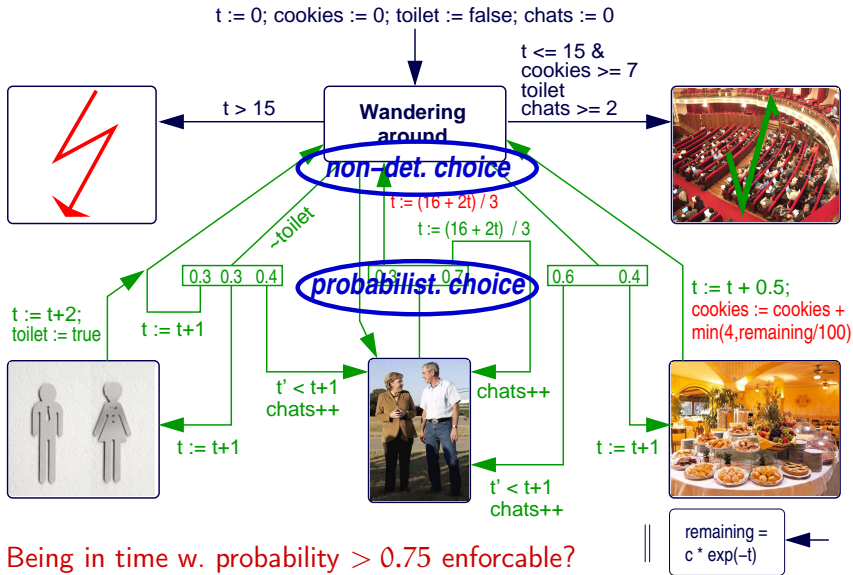 t := 0; cookies := 0; toilet := false; chats := 0
t <= 15 &
cookies >= 7
toilet
chats >= 2
t > 15
Wandering
around
non-det. choice
t := (16 + 2t) / 3
t := (16 + 2t) / 3
~toilet
0.3 0.3 0.4
0.3 0.7
0.6 0.4
probabilist. choice
t := t+2;
toilet := true
t := t+1
t := t + 0.5;
cookies := cookies +
min(4,remaining/100)
t' < t+1
chats++
chats++
t := t+1
t := t+1
t' < t+1
chats++
Being in time w. probability > 0.75 enforcable?
||
remaining =
c * exp(-t)